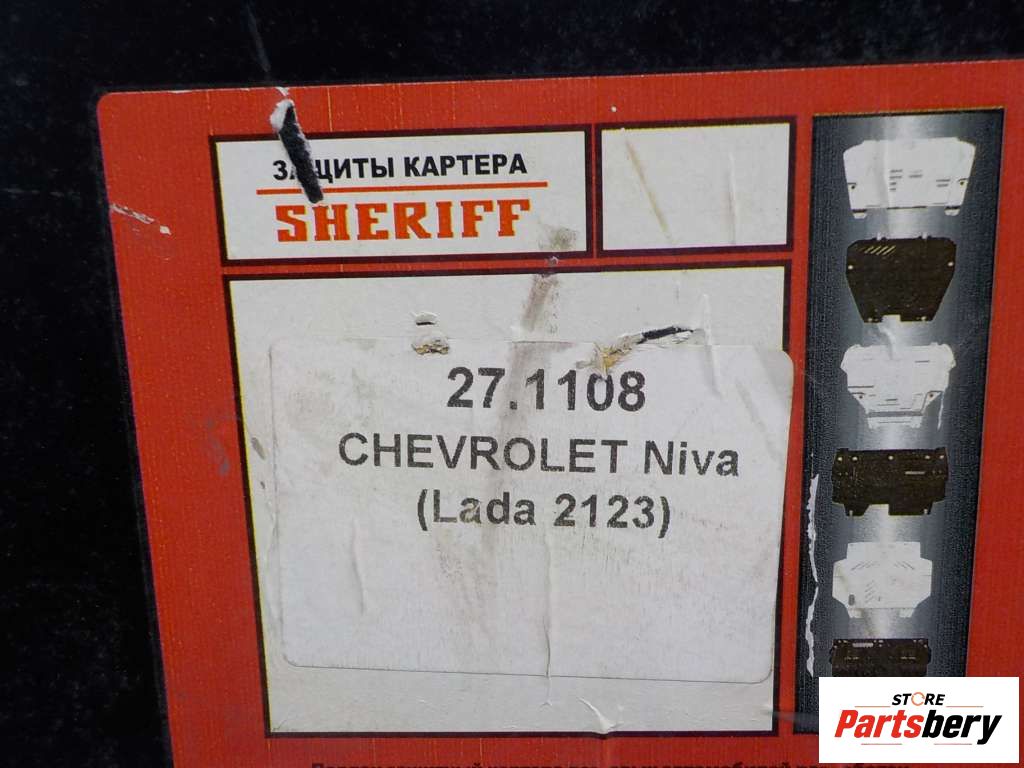 ЗАЩИТЫ КАРТЕРА
SHERIFF
27.1108
CHEVROLET Niva
(Lada 2123)
STORE
Partsbery